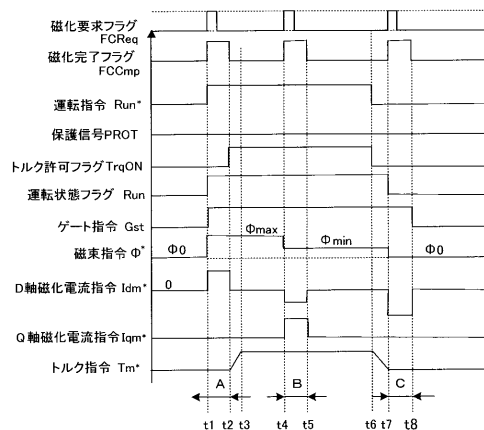 磁化要求フラグ
FCReq
磁化完了フラグ
FCCmp
運転指令 Run*
保護信号PROT
トルク許可フラグTrqON
運転状態フラグ Run
ゲート指令 Gst
Φmax
磁束指令 Φ*
Φ0
Φmin
Φ0
D軸磁化電流指令 Idm*
0
Q軸磁化電流指令Iqm*
トルク指令 Tm*
A
B
C
t1 t2 t3 t4 t5 t6 t7 t8